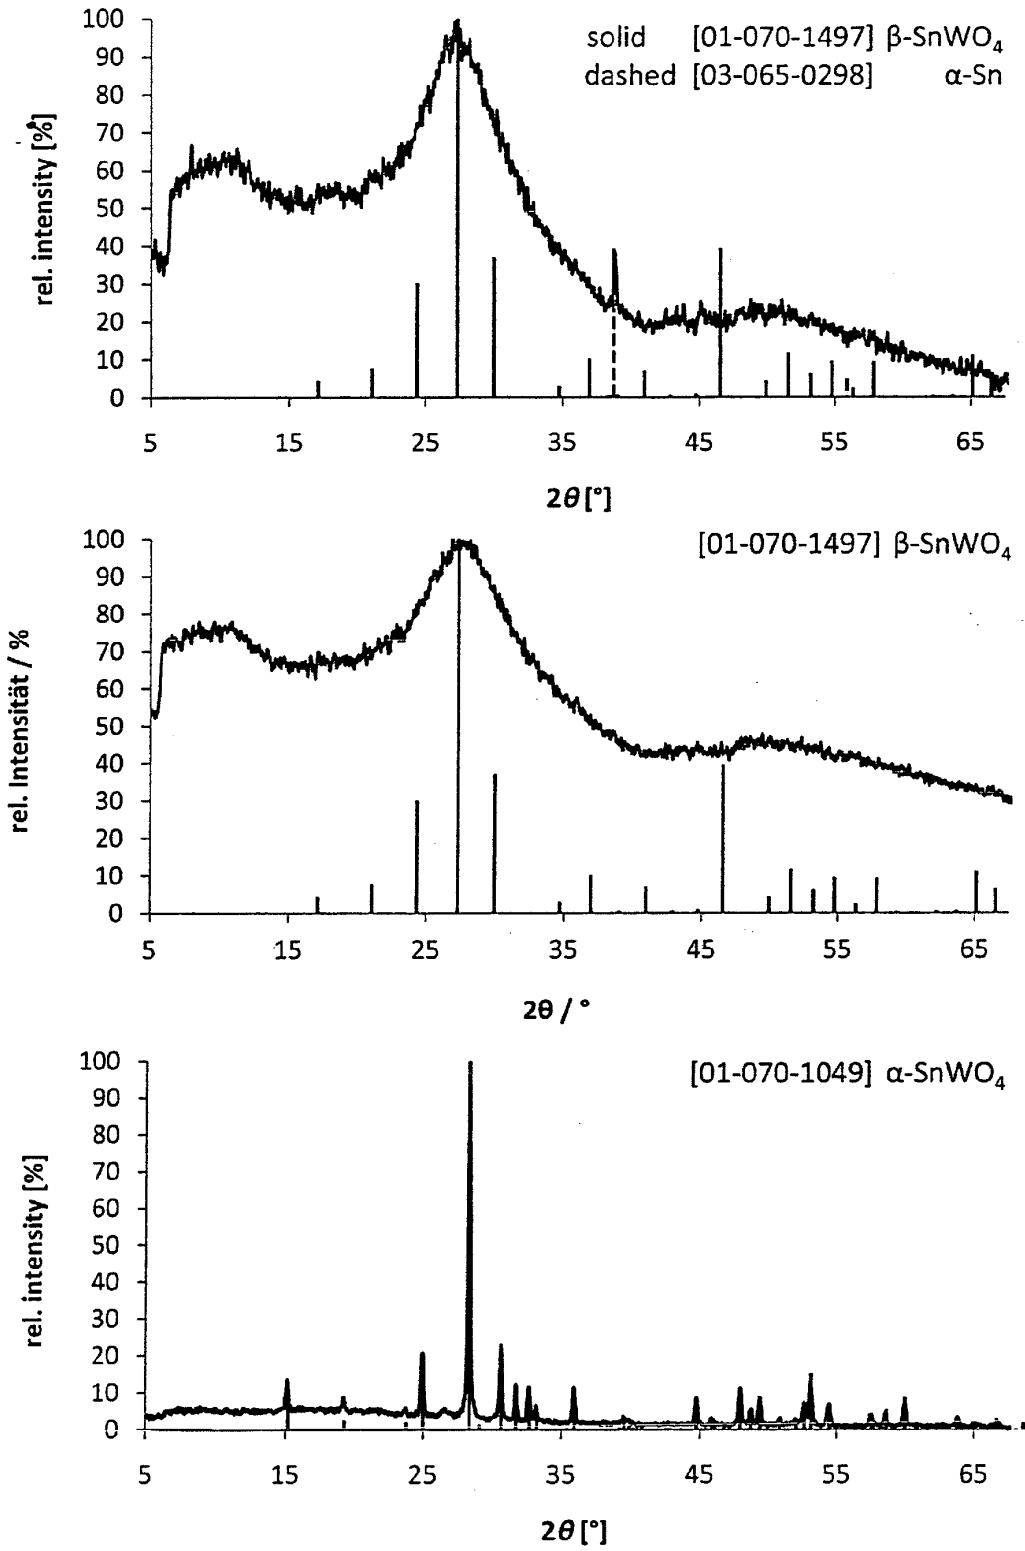 solid [01-070-1497] β-SnWO₄
dashed [03-065-0298] α-Sn
rel. intensity [%]
100
90
80
70
60
50
40
30
20
10
0
5 15 25 35 45 55 65
2θ [°]
[01-070-1497] β-SnWO₄
rel. Intensität / %
100
90
80
70
60
50
40
30
20
10
0
5 15 25 35 45 55 65
2θ / °
[01-070-1049] α-SnWO₄
rel. intensity [%]
100
90
80
70
60
50
40
30
20
10
0
5 15 25 35 45 55 65
2θ [°]